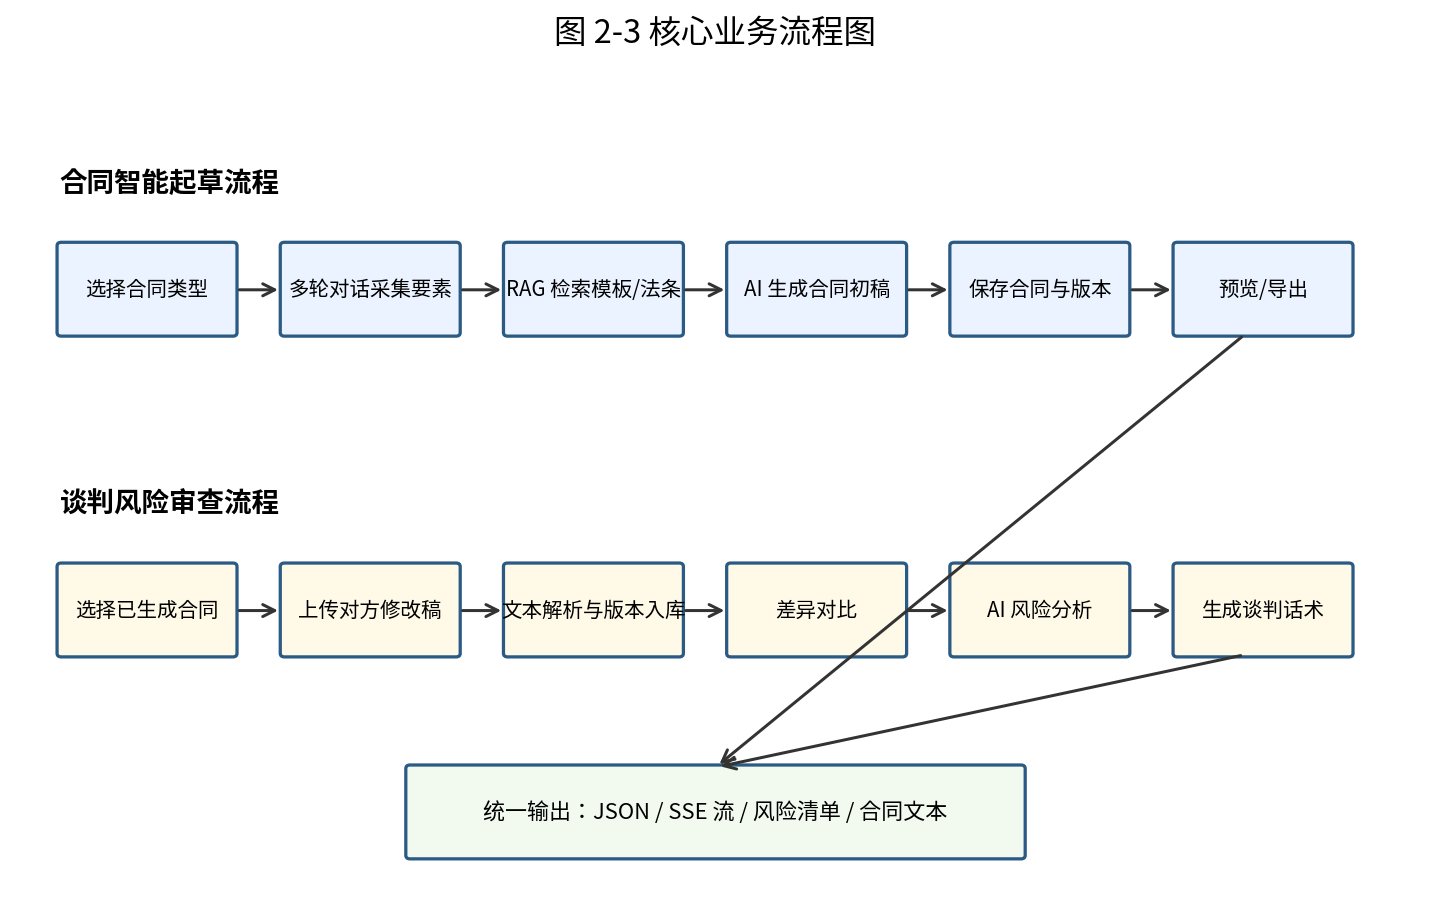 图 2-3 核心业务流程图
合同智能起草流程
选择合同类型
多轮对话采集要素
RAG 检索模板/法条
AI 生成合同初稿
保存合同与版本
预览/导出
谈判风险审查流程
选择已生成合同
上传对方修改稿
文本解析与版本入库
差异对比
AI 风险分析
生成谈判话术
统一输出：JSON / SSE 流 / 风险清单 / 合同文本